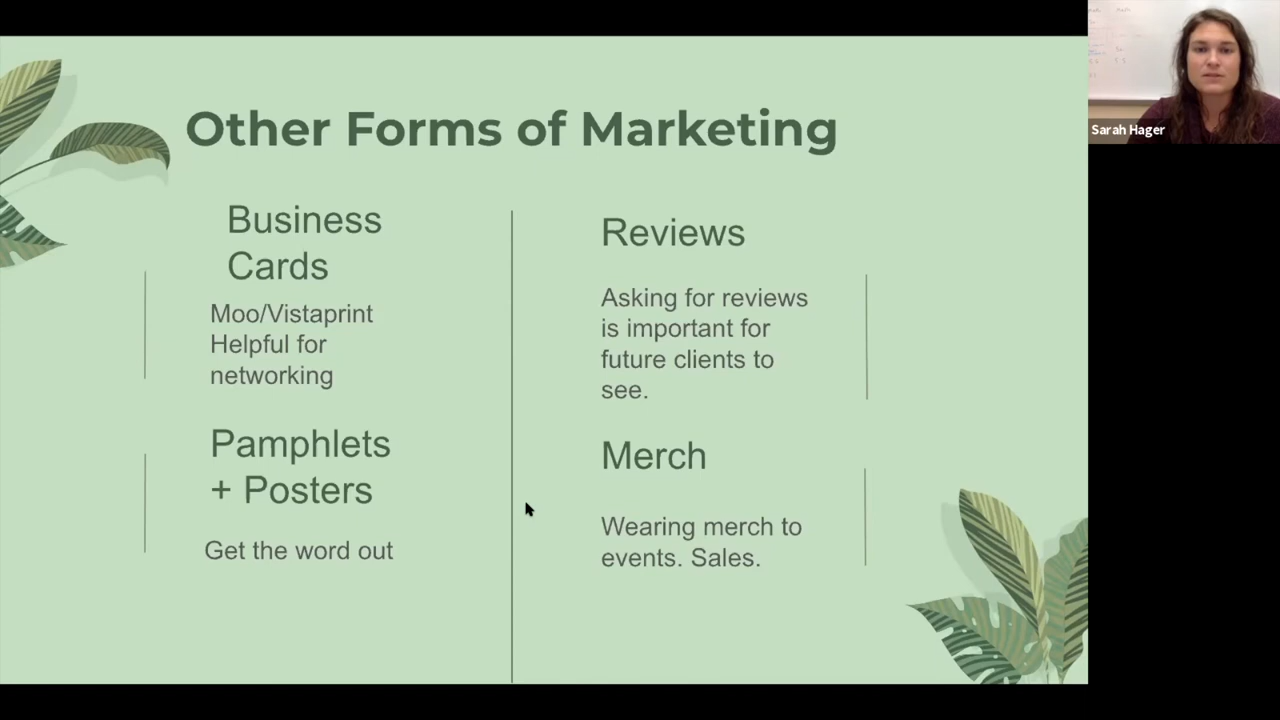 Other Forms of Marketing
Business
Cards
Moo/Vistaprint
Helpful for
networking
Pamphlets
+ Posters
Get the word out
Reviews
Asking for reviews
is important for
future clients to
see.
Merch
Wearing merch to
events. Sales.
Sarah Hager